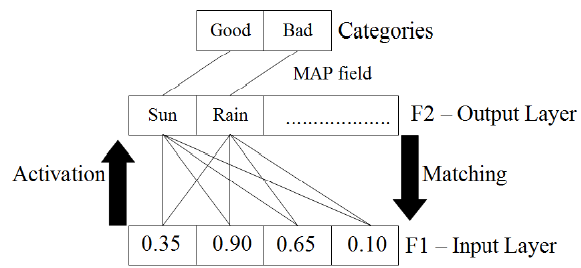 Good Bad Categories
MAP field
Sun Rain ................... F2 – Output Layer
Activation Matching
0.35 0.90 0.65 0.10 F1 – Input Layer